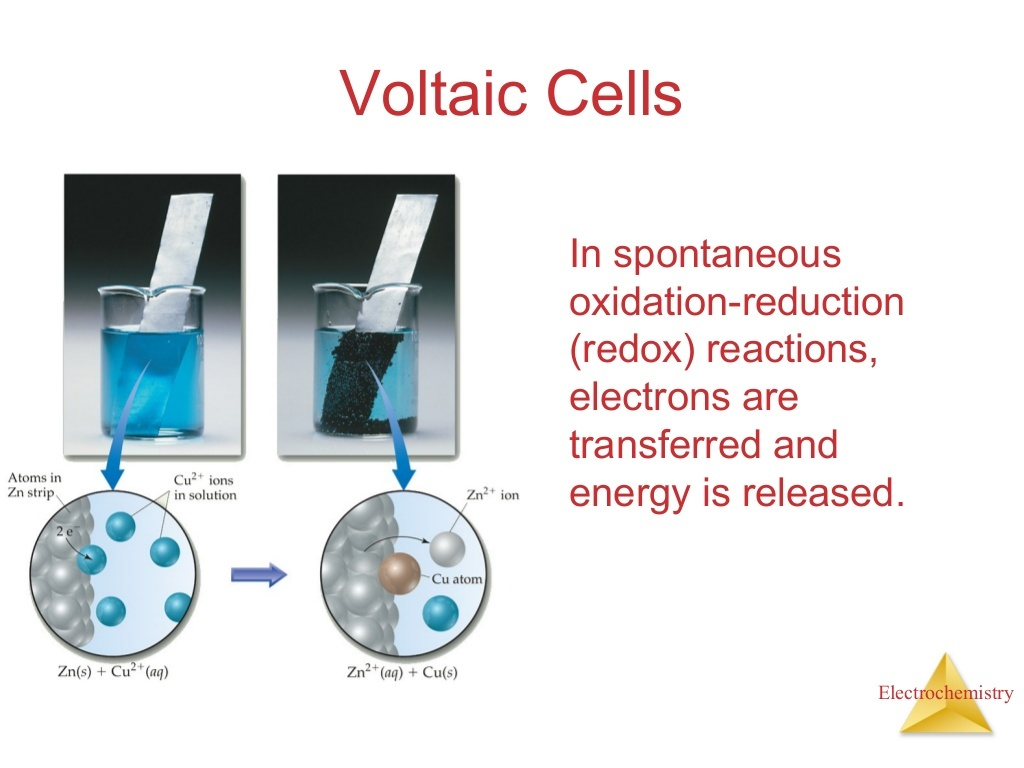 Voltaic Cells
In spontaneous
oxidation-reduction
(redox) reactions,
electrons are
transferred and
energy is released.
Atoms in
Zn strip
Cu²⁺ ions
in solution
2 e⁻
Zn(s) + Cu²⁺(aq)
Zn²⁺ ion
Cu atom
Zn²⁺(aq) + Cu(s)
Electrochemistry